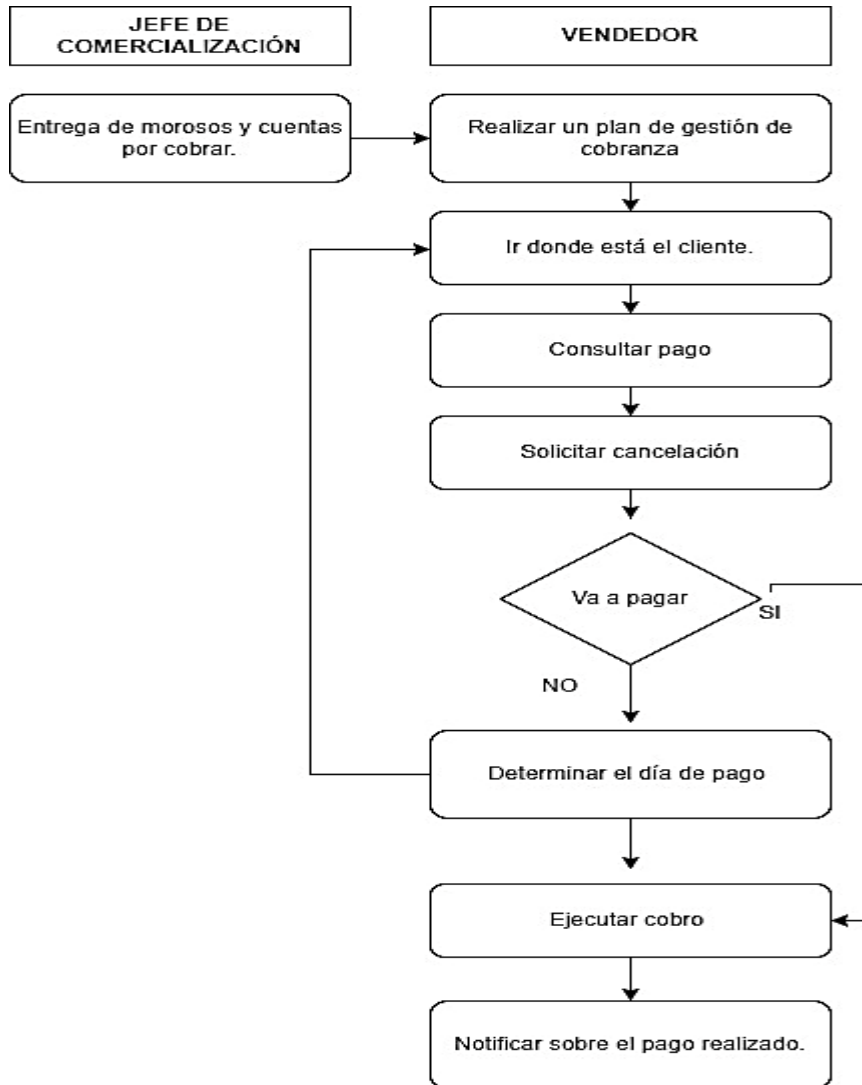 JEFE DE
COMERCIALIZACIÓN
VENDEDOR
Entrega de morosos y cuentas
por cobrar.
Realizar un plan de gestión de
cobranza
Ir donde está el cliente.
Consultar pago
Solicitar cancelación
Va a pagar
SI
NO
Determinar el día de pago
Ejecutar cobro
Notificar sobre el pago realizado.